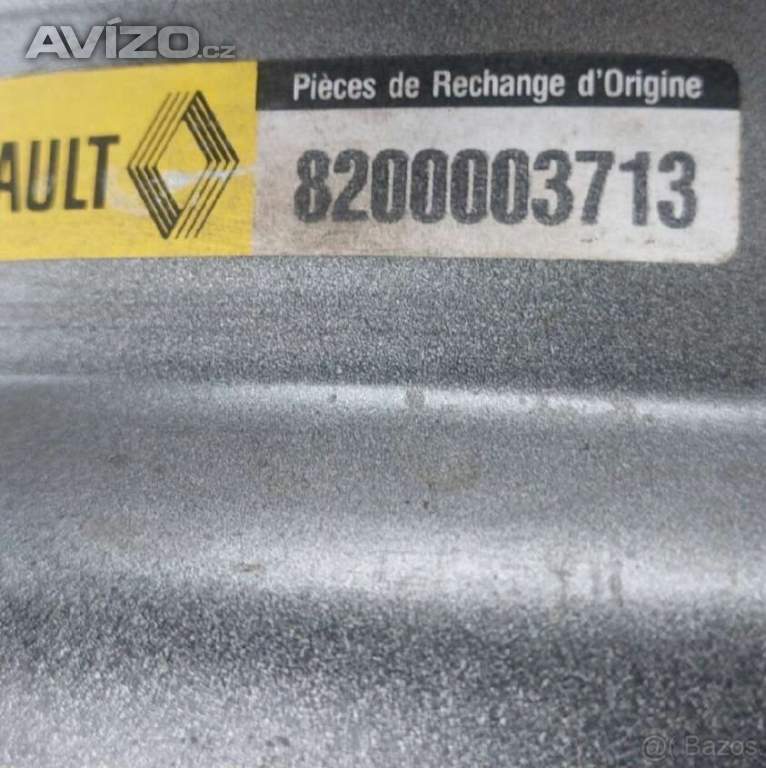 AVÍZO.cz
Pièces de Rechange d'Origine
AULT
8200003713
@t Bazos